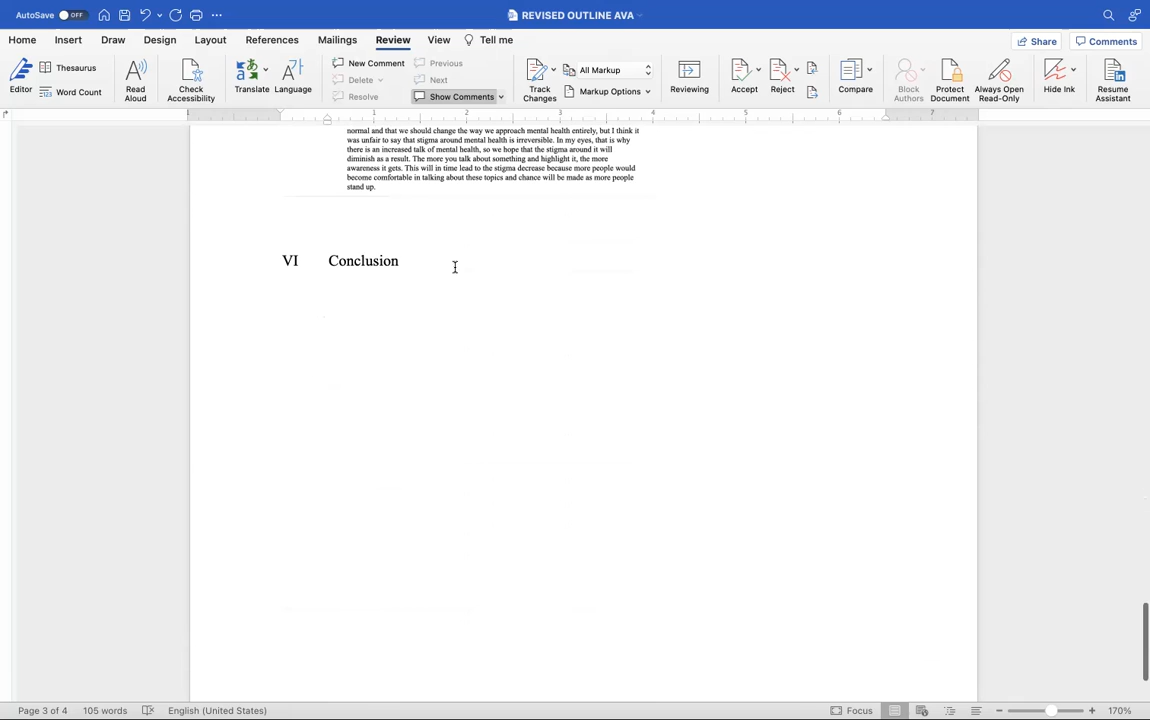 AutoSave OFF REVISED OUTLINE AVA
Home Insert Draw Design Layout References Mailings Review View Tell me Share Comments
Editor Thesaurus Word Count Read Aloud Check Accessibility Translate Language New Comment Delete Resolve Previous Next Show Comments Track Changes All Markup Markup Options Reviewing Accept Reject Compare Block Authors Protect Document Always Open Read-Only Hide Ink Resume Assistant
1 1 2 3 4 5 6 7
normal and that we should change the way we approach mental health entirely, but I think it
was unfair to say that stigma around mental health is irreversible. In my eyes, that is why
there is an increased talk of mental health, so we hope that the stigma around it will
diminish as a result. The more you talk about something and highlight it, the more
awareness it gets. This will in time lead to the stigma decrease because more people would
become comfortable in talking about these topics and chance will be made as more people
stand up.
VI Conclusion
Page 3 of 4 105 words English (United States) Focus 170%